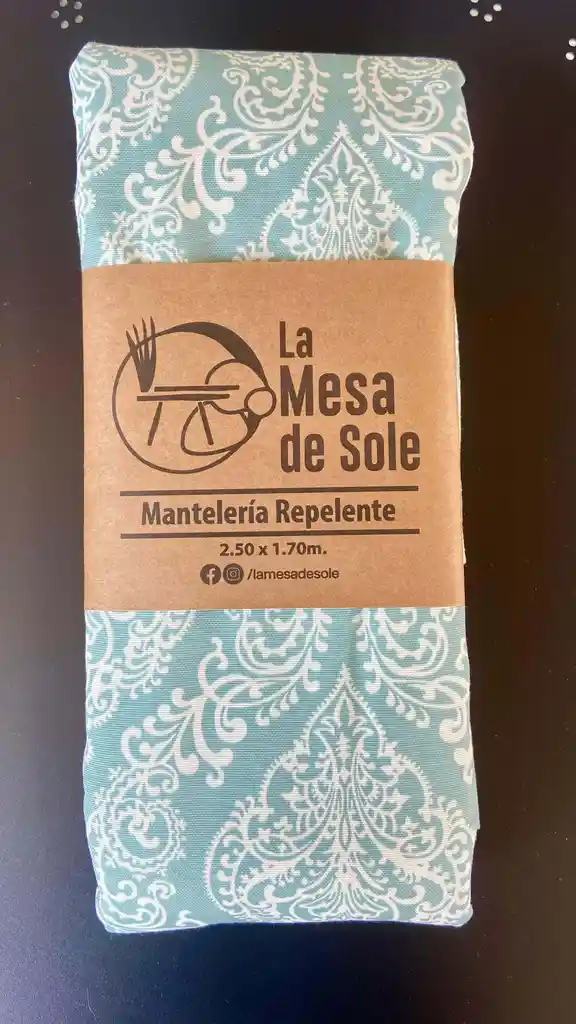 La
Mesa
de Sole
Mantelería Repelente
2.50 x 1.70m.
/lamesadesole